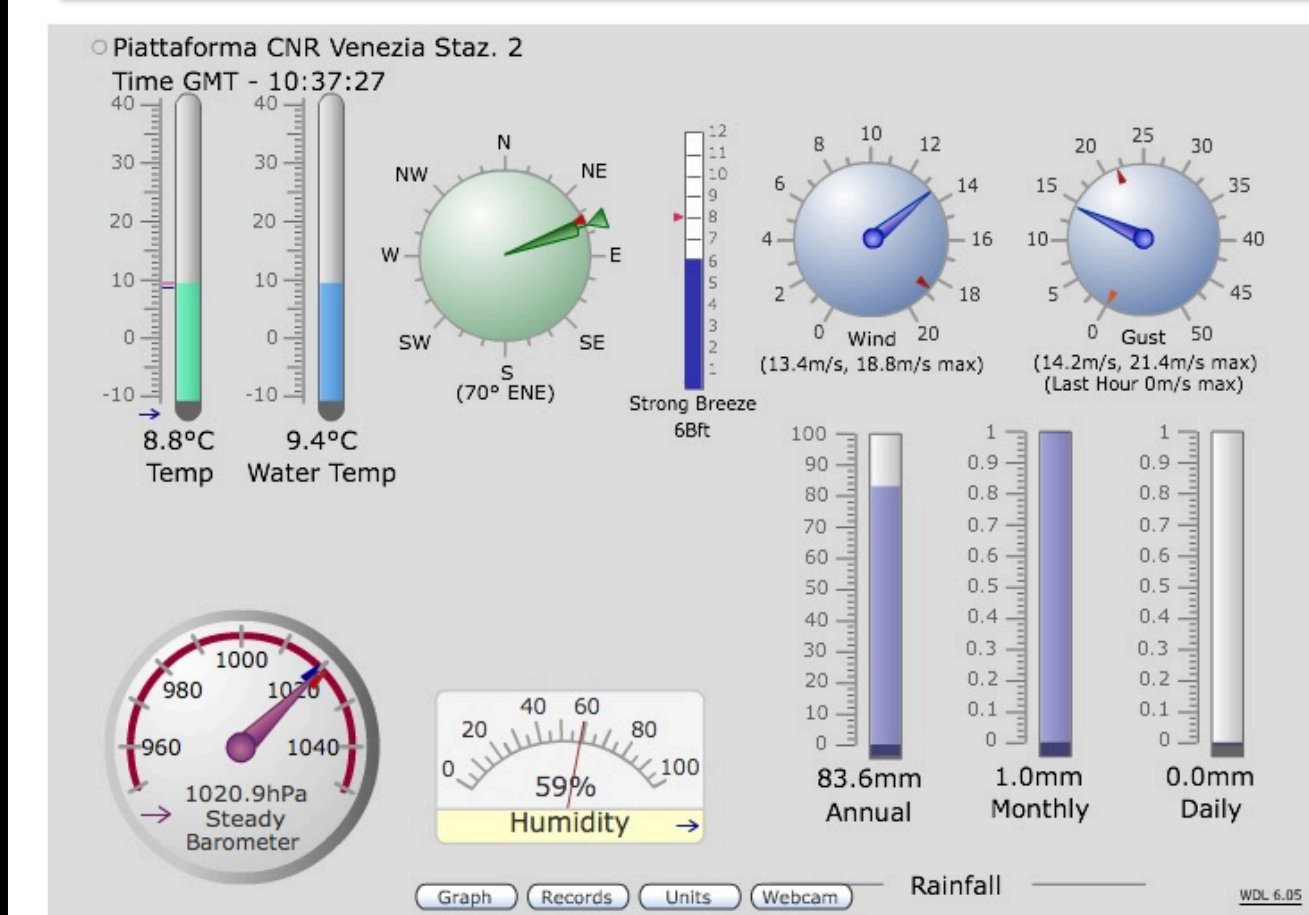 Piattaforma CNR Venezia Staz. 2
Time GMT - 10:37:27
40
30
20
10
0
-10
8.8°C
Temp
40
30
20
10
0
-10
9.4°C
Water Temp
N
NW NE
W E
SW SE
S
(70° ENE)
12
11
10
9
8
7
6
5
4
3
2
1
Strong Breeze
6Bft
0 2 4 6 8 10 12 14 16 18 20
Wind
(13.4m/s, 18.8m/s max)
0 5 10 15 20 25 30 35 40 45 50
Gust
(14.2m/s, 21.4m/s max)
(Last Hour 0m/s max)
960 980 1000 1020 1040
1020.9hPa
Steady
Barometer
0 20 40 60 80 100
59%
Humidity
100
90
80
70
60
50
40
30
20
10
0
83.6mm
Annual
1
0.9
0.8
0.7
0.6
0.5
0.4
0.3
0.2
0.1
0
1.0mm
Monthly
1
0.9
0.8
0.7
0.6
0.5
0.4
0.3
0.2
0.1
0
0.0mm
Daily
Rainfall
Graph Records Units Webcam
WDL 6.05